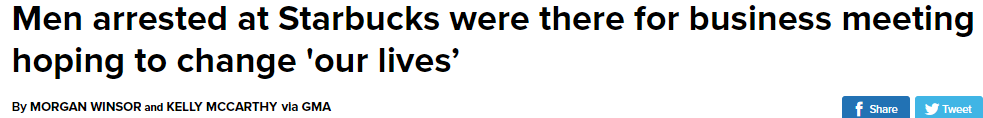 Men arrested at Starbucks were there for business meeting
hoping to change 'our lives’
By MORGAN WINSOR and KELLY MCCARTHY via GMA
Share
Tweet